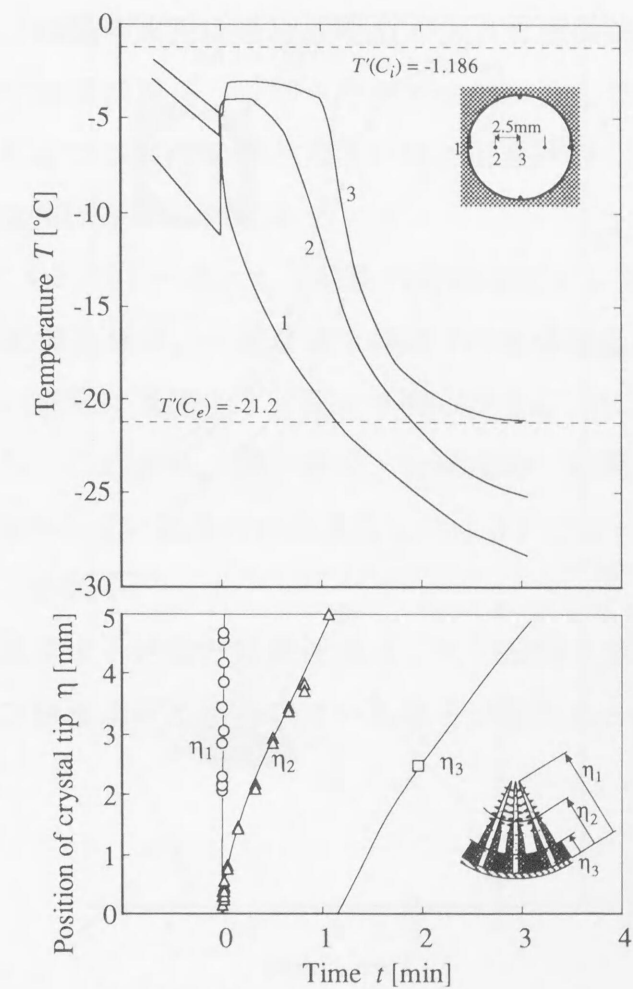 0
-5
-10
-15
-20
-25
-30
Temperature T [°C]
T'(Cᵢ) = -1.186
2.5mm
1
2 3
3
2
1
T'(Cₑ) = -21.2
5
4
3
2
1
0
Position of crystal tip η [mm]
η₁
η₂
η₃
η₁
η₂
η₃
0 1 2 3 4
Time t [min]